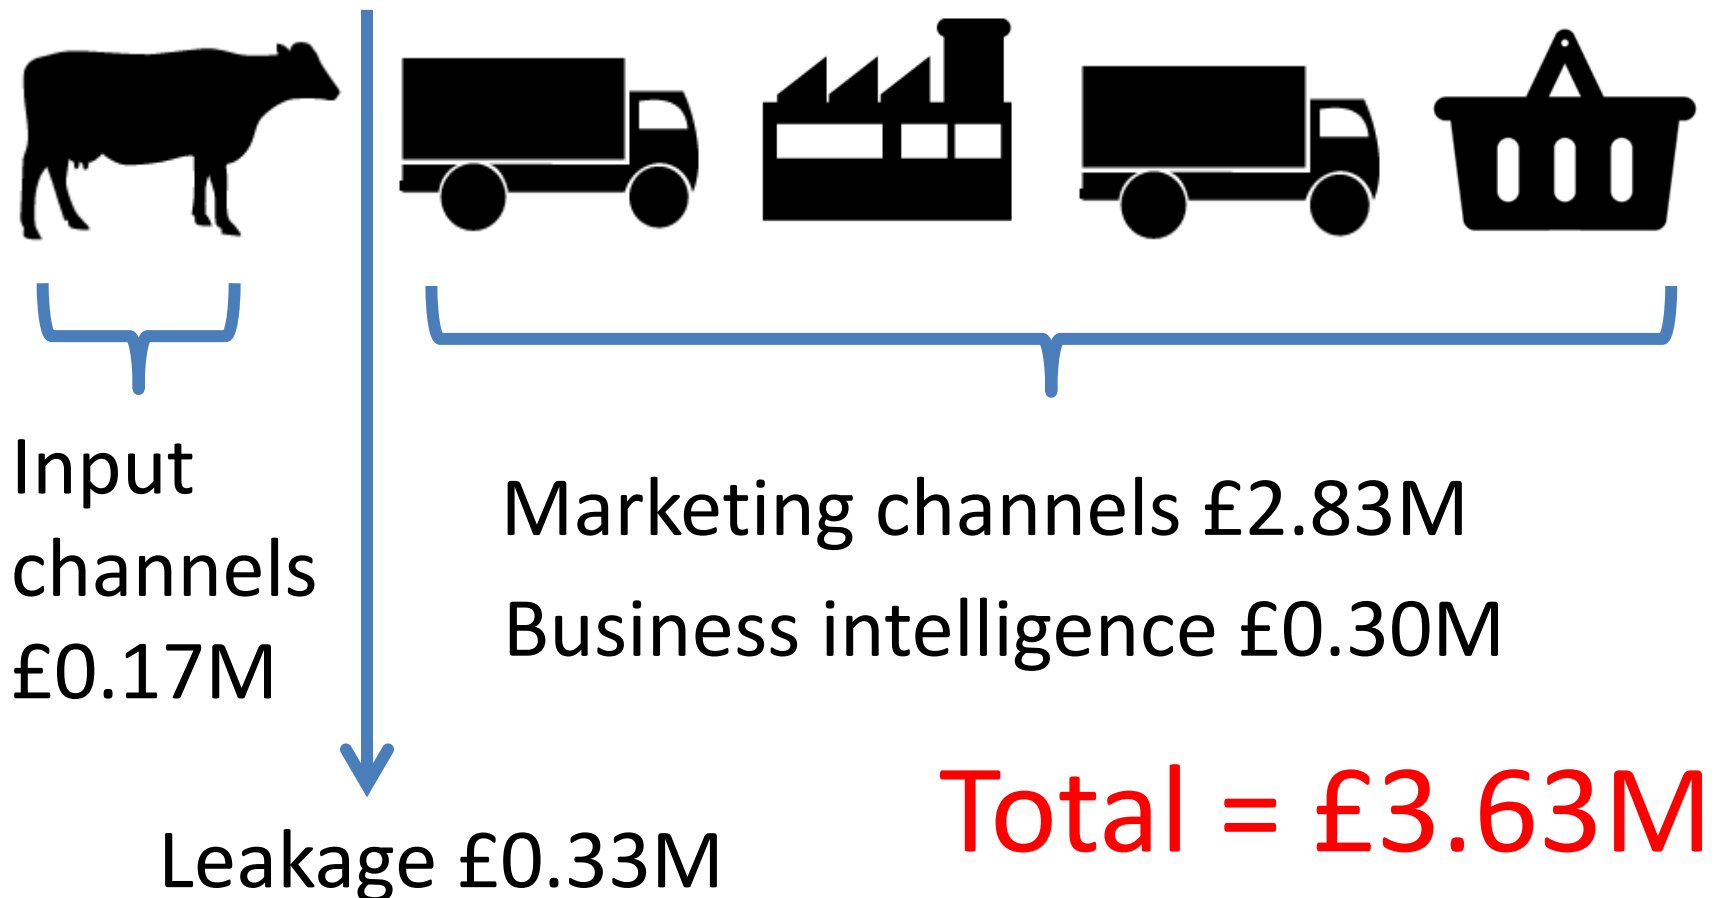 Input
channels
£0.17M
Marketing channels £2.83M
Business intelligence £0.30M
Total = £3.63M
Leakage £0.33M